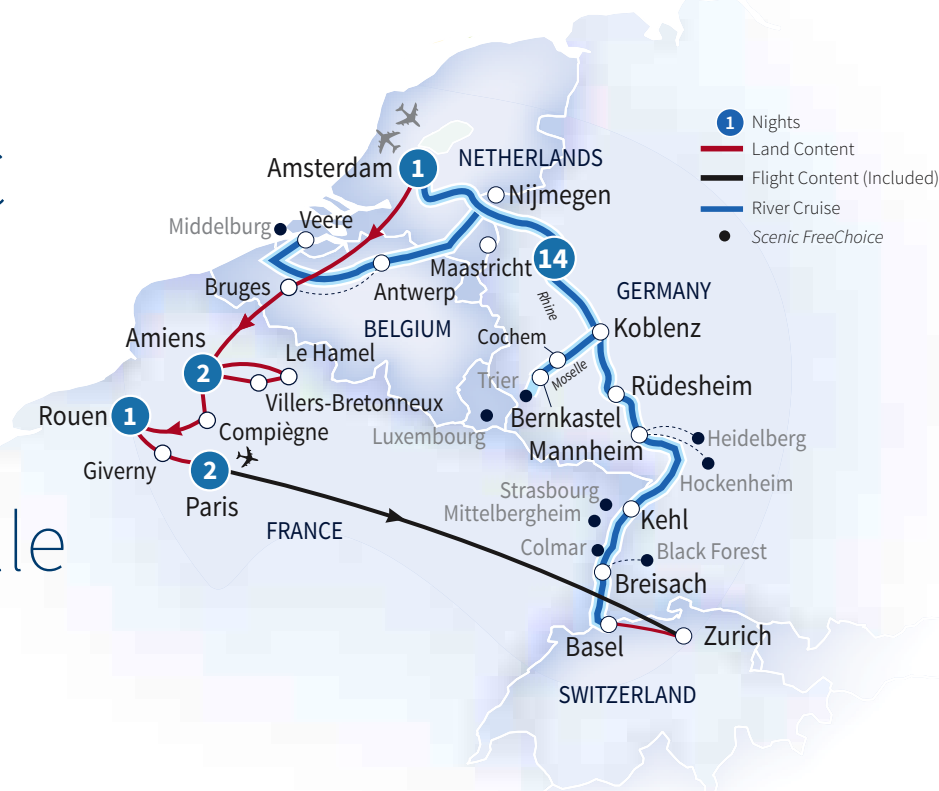 1 Nights
Land Content
Flight Content (Included)
River Cruise
Scenic FreeChoice
Amsterdam
1
NETHERLANDS
Nijmegen
Middelburg
Veere
Maastricht
14
Bruges
Antwerp
Rhine
GERMANY
BELGIUM
Koblenz
Amiens
2
Le Hamel
Cochem
Moselle
Trier
Villers-Bretonneux
Rüdesheim
Rouen
1
Compiègne
Luxembourg
Bernkastel
Mannheim
Heidelberg
Giverny
2
Paris
Hockenheim
Strasbourg
Mittelbergheim
Kehl
FRANCE
lle
Colmar
Black Forest
Breisach
Basel
Zurich
SWITZERLAND